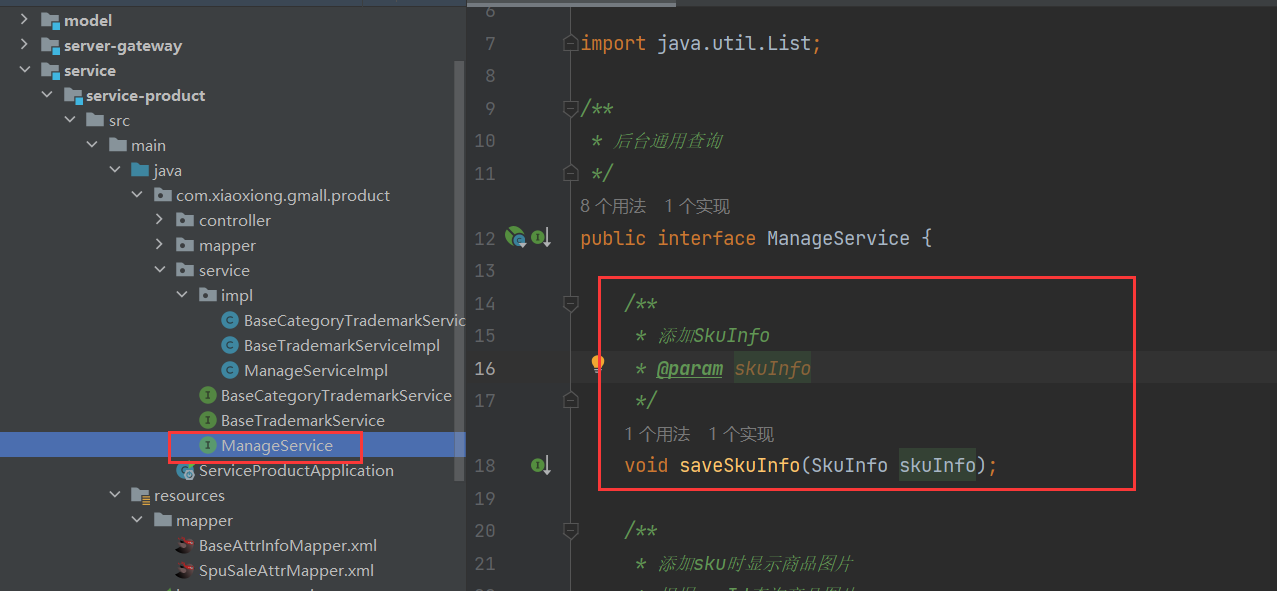 model
server-gateway
service
service-product
src
main
java
com.xiaoxiong.gmall.product
controller
mapper
service
impl
BaseCategoryTrademarkServic
BaseTrademarkServiceImpl
ManageServiceImpl
BaseCategoryTrademarkService
BaseTrademarkService
ManageService
ServiceProductApplication
resources
mapper
BaseAttrInfoMapper.xml
SpuSaleAttrMapper.xml
6
7 import java.util.List;
8
9 /**
10 * 后台通用查询
11 */
8 个用法 1 个实现
12 public interface ManageService {
13
14 /**
15 * 添加SkuInfo
16 * @param skuInfo
17 */
1 个用法 1 个实现
18 void saveSkuInfo(SkuInfo skuInfo);
19
20 /**
21 * 添加sku时显示商品图片